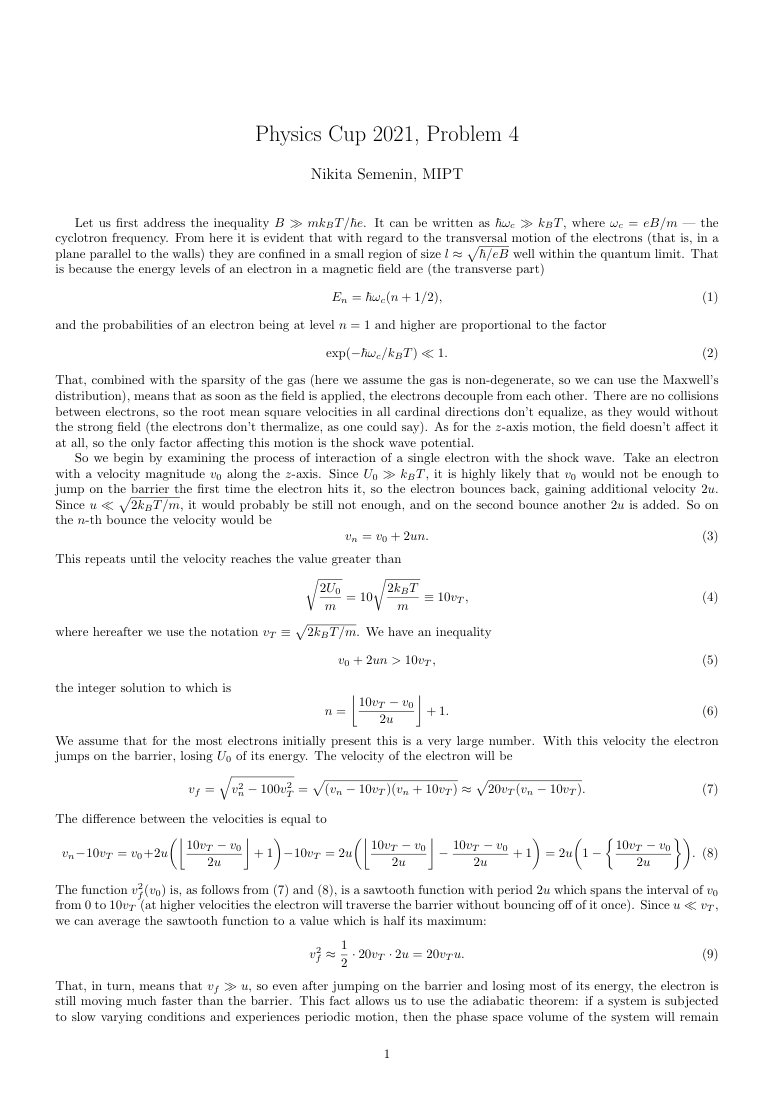 Physics Cup 2021, Problem 4
Nikita Semenin, MIPT
Let us first address the inequality B ≫ mk_BT/ℏe. It can be written as ℏω_c ≫ k_BT, where ω_c = eB/m — the
cyclotron frequency. From here it is evident that with regard to the transversal motion of the electrons (that is, in a
plane parallel to the walls) they are confined in a small region of size l ≈ √(ℏ/eB) well within the quantum limit. That
is because the energy levels of an electron in a magnetic field are (the transverse part)
E_n = ℏω_c(n + 1/2), (1)
and the probabilities of an electron being at level n = 1 and higher are proportional to the factor
exp(−ℏω_c/k_BT) ≪ 1. (2)
That, combined with the sparsity of the gas (here we assume the gas is non-degenerate, so we can use the Maxwell's
distribution), means that as soon as the field is applied, the electrons decouple from each other. There are no collisions
between electrons, so the root mean square velocities in all cardinal directions don't equalize, as they would without
the strong field (the electrons don't thermalize, as one could say). As for the z-axis motion, the field doesn't affect it
at all, so the only factor affecting this motion is the shock wave potential.
So we begin by examining the process of interaction of a single electron with the shock wave. Take an electron
with a velocity magnitude v_0 along the z-axis. Since U_0 ≫ k_BT, it is highly likely that v_0 would not be enough to
jump on the barrier the first time the electron hits it, so the electron bounces back, gaining additional velocity 2u.
Since u ≪ √(2k_BT/m), it would probably be still not enough, and on the second bounce another 2u is added. So on
the n-th bounce the velocity would be
v_n = v_0 + 2un. (3)
This repeats until the velocity reaches the value greater than
√(2U_0/m) = 10√(2k_BT/m) ≡ 10v_T, (4)
where hereafter we use the notation v_T ≡ √(2k_BT/m). We have an inequality
v_0 + 2un > 10v_T, (5)
the integer solution to which is
n = ⌊(10v_T − v_0)/2u⌋ + 1. (6)
We assume that for the most electrons initially present this is a very large number. With this velocity the electron
jumps on the barrier, losing U_0 of its energy. The velocity of the electron will be
v_f = √(v_n^2 − 100v_T^2) = √((v_n − 10v_T)(v_n + 10v_T)) ≈ √(20v_T(v_n − 10v_T)). (7)
The difference between the velocities is equal to
v_n−10v_T = v_0+2u(⌊(10v_T − v_0)/2u⌋ + 1)−10v_T = 2u(⌊(10v_T − v_0)/2u⌋ − (10v_T − v_0)/2u + 1) = 2u(1 − {(10v_T − v_0)/2u}). (8)
The function v_f^2(v_0) is, as follows from (7) and (8), is a sawtooth function with period 2u which spans the interval of v_0
from 0 to 10v_T (at higher velocities the electron will traverse the barrier without bouncing off of it once). Since u ≪ v_T,
we can average the sawtooth function to a value which is half its maximum:
v_f^2 ≈ 1/2 · 20v_T · 2u = 20v_Tu. (9)
That, in turn, means that v_f ≫ u, so even after jumping on the barrier and losing most of its energy, the electron is
still moving much faster than the barrier. This fact allows us to use the adiabatic theorem: if a system is subjected
to slow varying conditions and experiences periodic motion, then the phase space volume of the system will remain
1